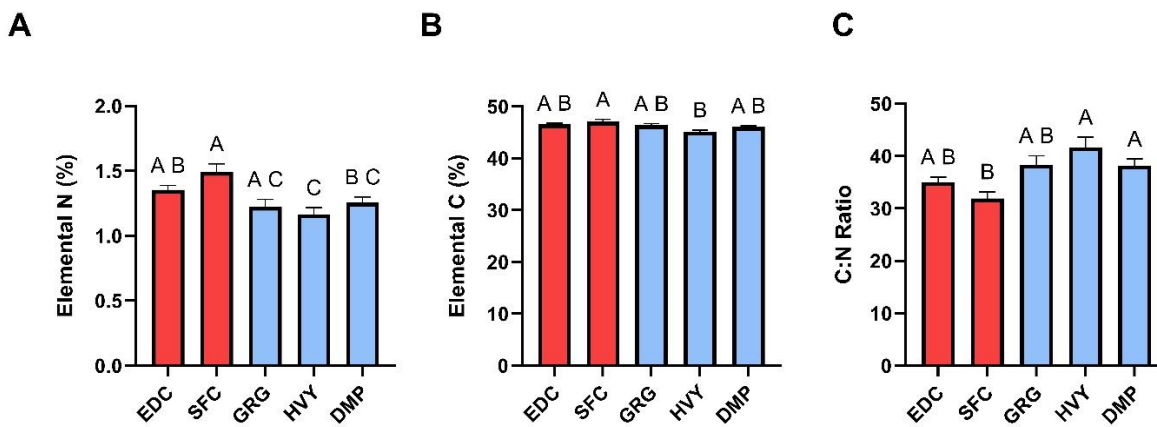 A
B
C
Elemental N (%)
2.0
1.5
1.0
0.5
0.0
A B
A
A C
C
B C
EDC
SFC
GRG
HVY
DMP
Elemental C (%)
50
40
30
20
10
0
A B
A
A B
B
A B
EDC
SFC
GRG
HVY
DMP
C:N Ratio
50
40
30
20
10
0
A B
B
A B
A
A
EDC
SFC
GRG
HVY
DMP